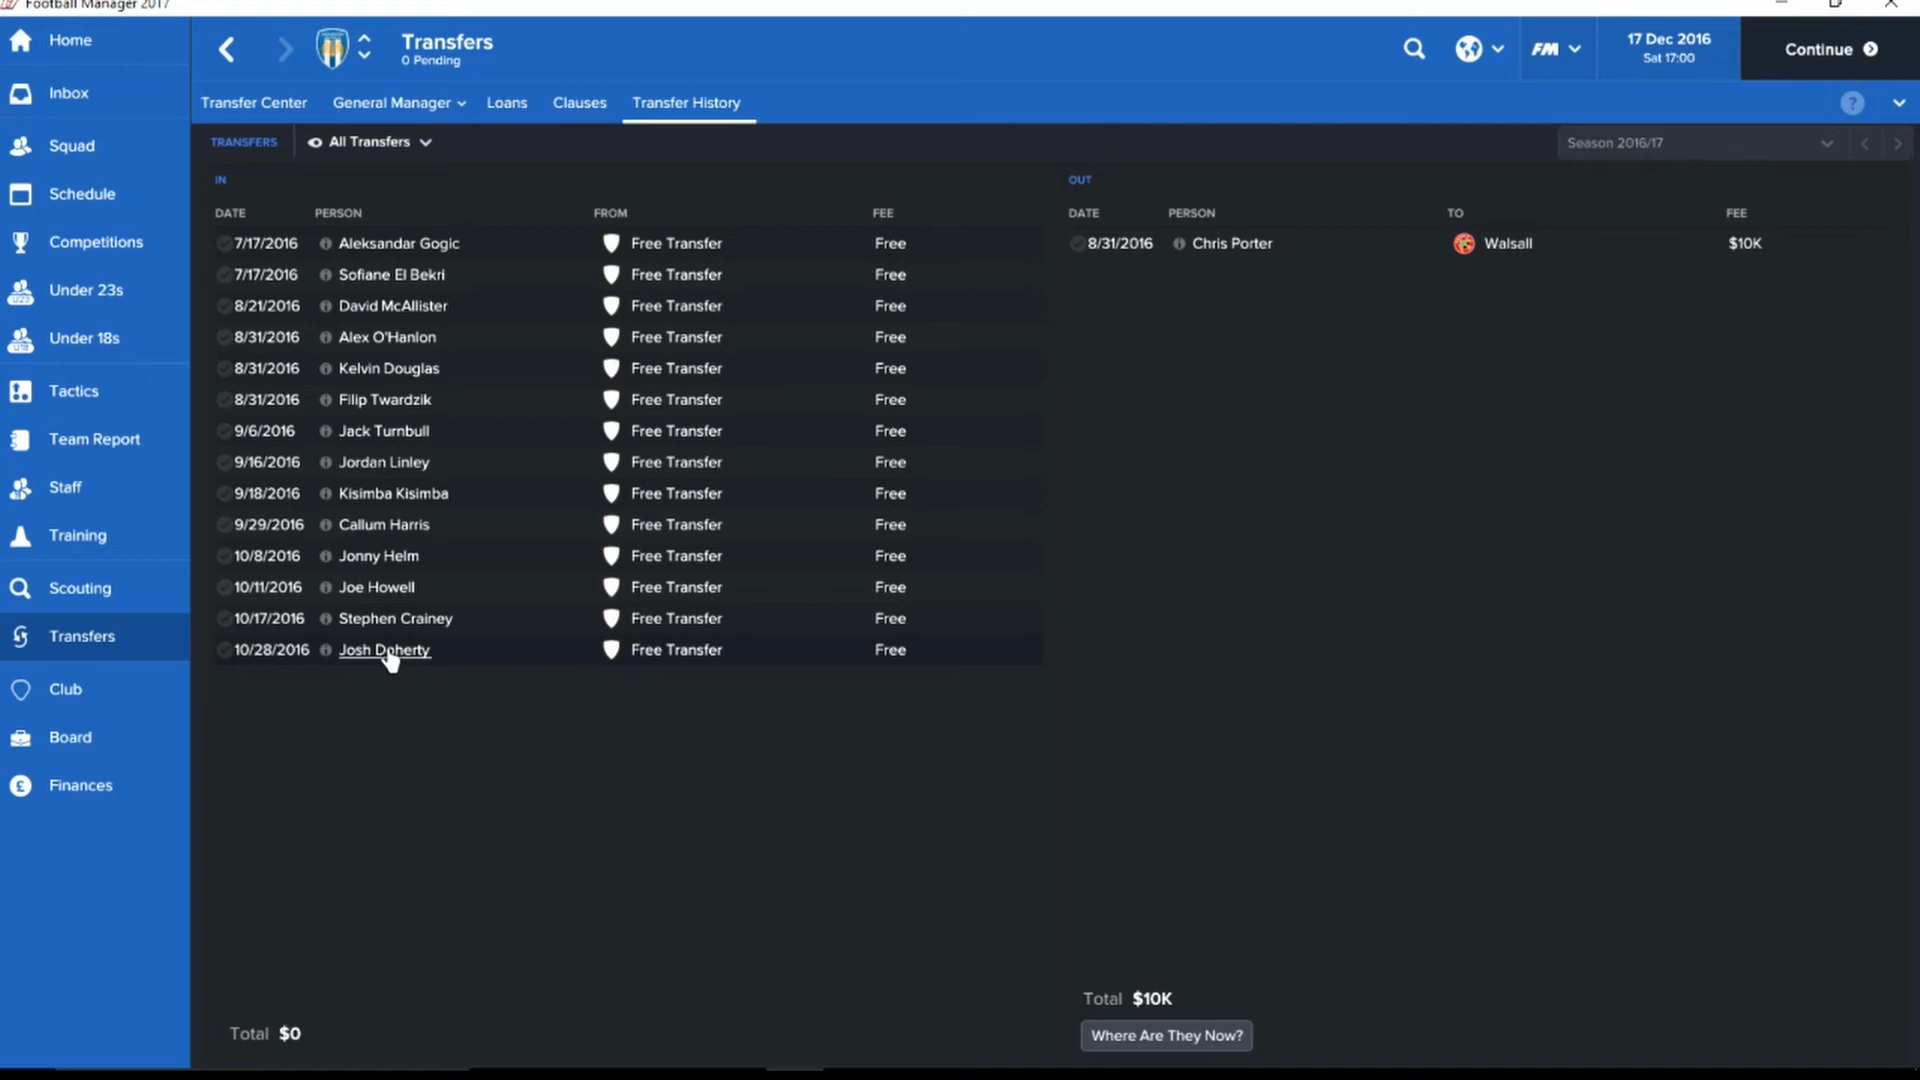 Football Manager 2017
Home
Inbox
Squad
Schedule
Competitions
Under 23s
Under 18s
Tactics
Team Report
Staff
Training
Scouting
Transfers
Club
Board
Finances
Transfers
0 Pending
FM
17 Dec 2016
Sat 17:00
Continue
Transfer Center General Manager Loans Clauses Transfer History
?
TRANSFERS All Transfers
Season 2016/17
IN
DATE PERSON FROM FEE
7/17/2016 Aleksandar Gogic Free Transfer Free
7/17/2016 Sofiane El Bekri Free Transfer Free
8/21/2016 David McAllister Free Transfer Free
8/31/2016 Alex O'Hanlon Free Transfer Free
8/31/2016 Kelvin Douglas Free Transfer Free
8/31/2016 Filip Twardzik Free Transfer Free
9/6/2016 Jack Turnbull Free Transfer Free
9/16/2016 Jordan Linley Free Transfer Free
9/18/2016 Kisimba Kisimba Free Transfer Free
9/29/2016 Callum Harris Free Transfer Free
10/8/2016 Jonny Helm Free Transfer Free
10/11/2016 Joe Howell Free Transfer Free
10/17/2016 Stephen Crainey Free Transfer Free
10/28/2016 Josh Doherty Free Transfer Free
Total $0
OUT
DATE PERSON TO FEE
8/31/2016 Chris Porter Walsall $10K
Total $10K
Where Are They Now?